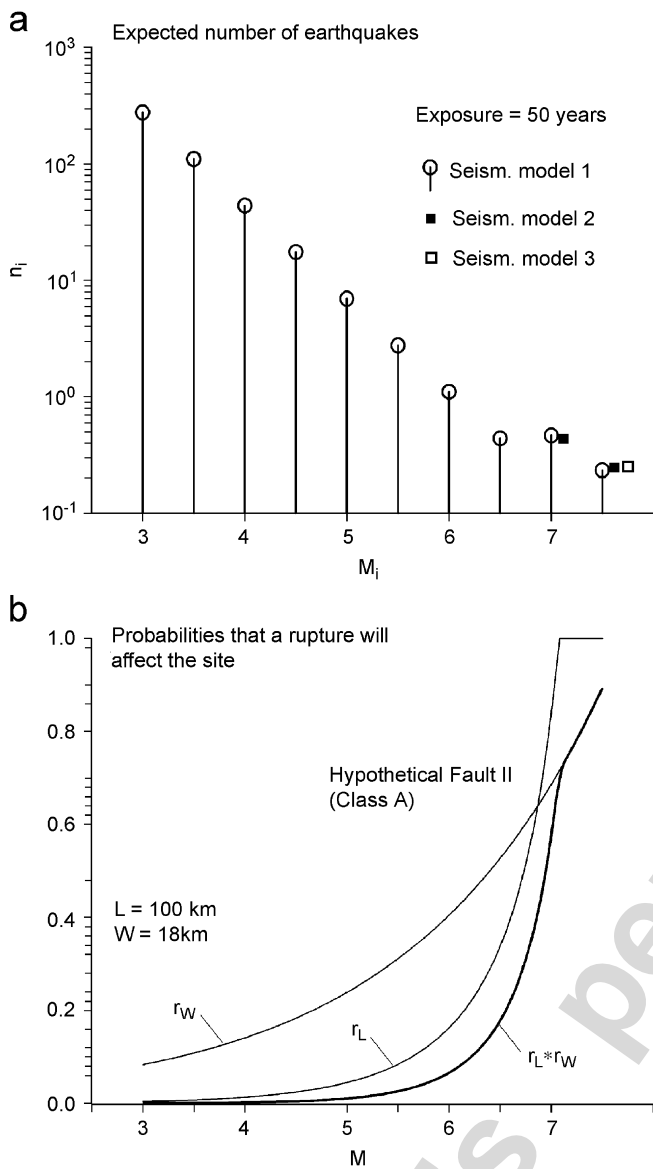 a
Expected number of earthquakes
10³
10²
10¹
10⁰
10⁻¹
nᵢ
Exposure = 50 years
Seism. model 1
Seism. model 2
Seism. model 3
3 4 5 6 7
Mᵢ
b
Probabilities that a rupture will
affect the site
1.0
0.8
0.6
0.4
0.2
0.0
Hypothetical Fault II
(Class A)
L = 100 km
W = 18km
r_W
r_L
r_L*r_W
3 4 5 6 7
M